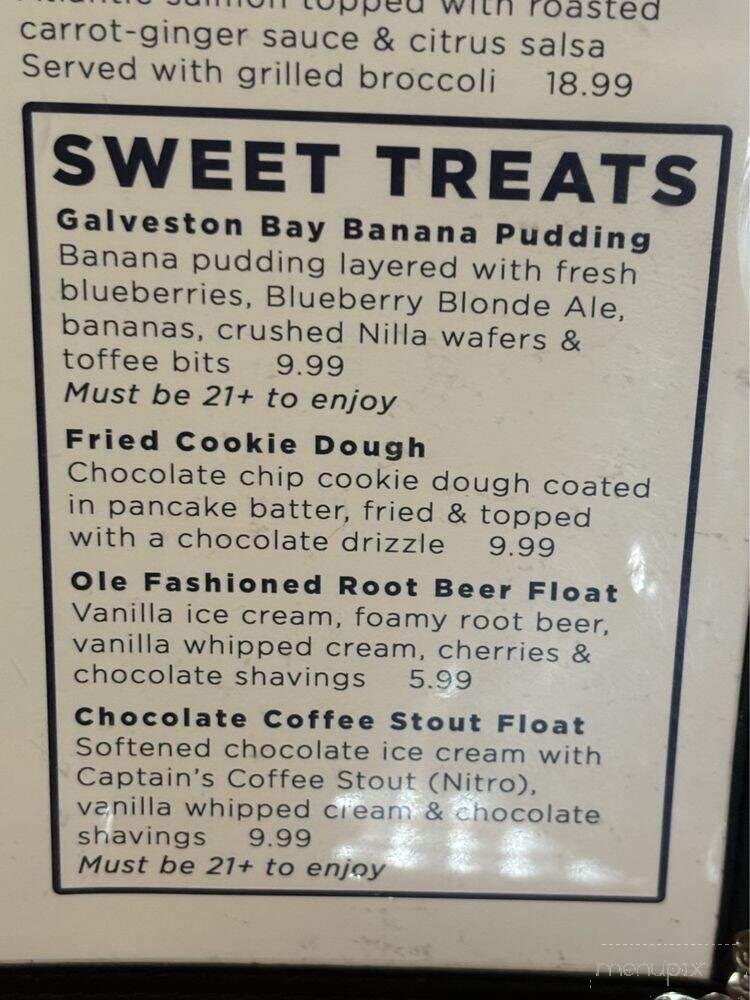 Atlantic salmon topped with roasted
carrot-ginger sauce & citrus salsa
Served with grilled broccoli 18.99
SWEET TREATS
Galveston Bay Banana Pudding
Banana pudding layered with fresh
blueberries, Blueberry Blonde Ale,
bananas, crushed Nilla wafers &
toffee bits 9.99
Must be 21+ to enjoy
Fried Cookie Dough
Chocolate chip cookie dough coated
in pancake batter, fried & topped
with a chocolate drizzle 9.99
Ole Fashioned Root Beer Float
Vanilla ice cream, foamy root beer,
vanilla whipped cream, cherries &
chocolate shavings 5.99
Chocolate Coffee Stout Float
Softened chocolate ice cream with
Captain's Coffee Stout (Nitro),
vanilla whipped cream & chocolate
shavings 9.99
Must be 21+ to enjoy
menupix